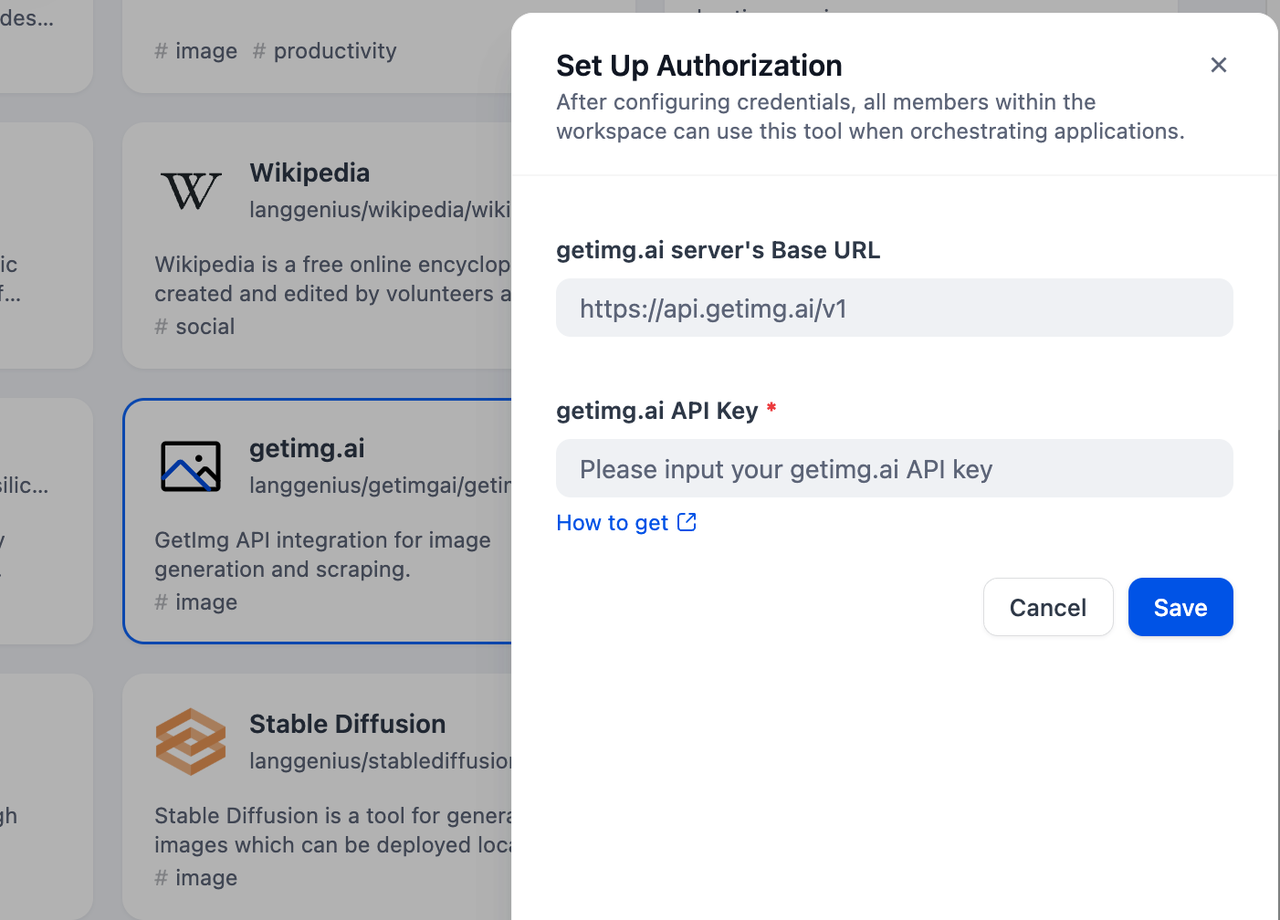 des...
# image # productivity
Wikipedia
langgenius/wikipedia/wiki
Wikipedia is a free online encyclop
created and edited by volunteers a
# social
ic
f...
getimg.ai
langgenius/getimgai/getim
GetImg API integration for image
generation and scraping.
# image
silic...
y
Stable Diffusion
langgenius/stablediffusion
Stable Diffusion is a tool for genera
images which can be deployed loca
# image
gh
Set Up Authorization
After configuring credentials, all members within the
workspace can use this tool when orchestrating applications.
getimg.ai server's Base URL
https://api.getimg.ai/v1
getimg.ai API Key *
Please input your getimg.ai API key
How to get
Cancel
Save